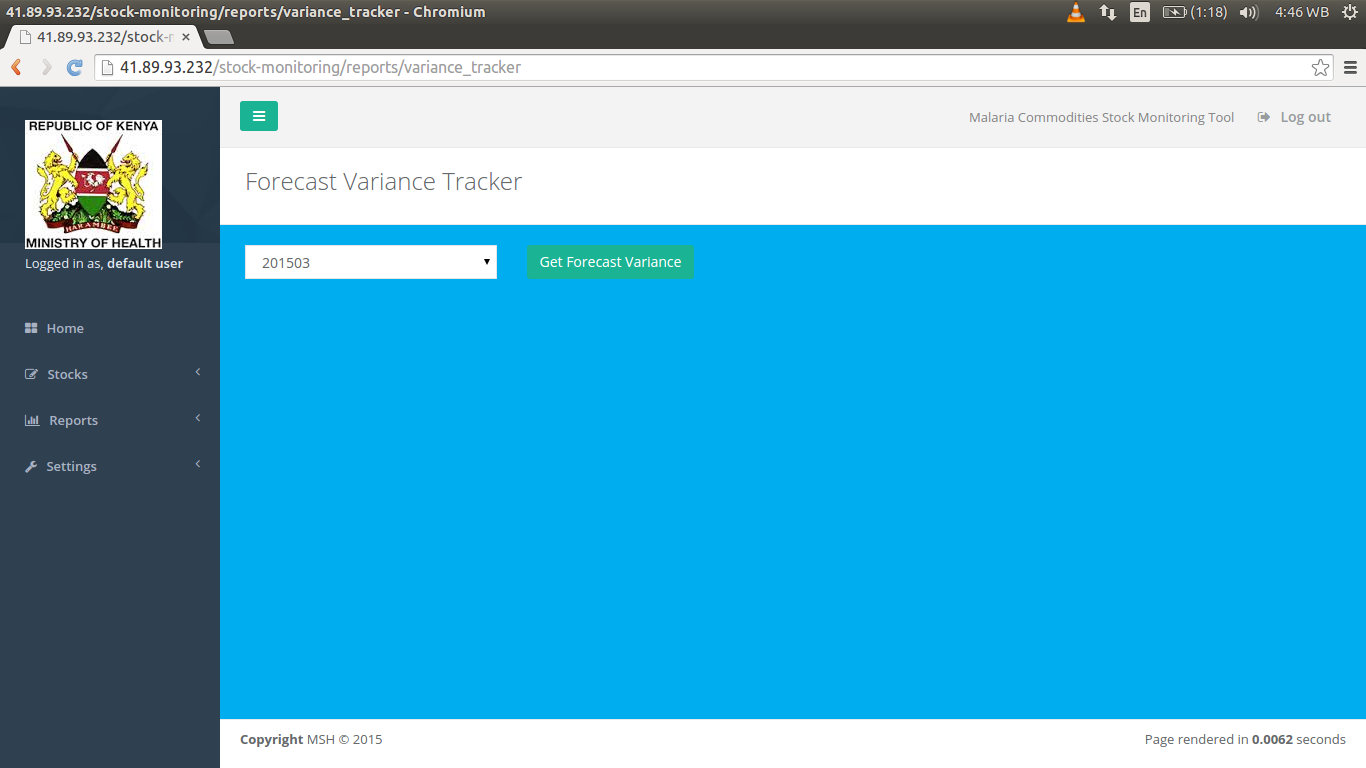 41.89.93.232/stock-monitoring/reports/variance_tracker - Chromium
En
(1:18)
4:46 WB
41.89.93.232/stock-r
41.89.93.232/stock-monitoring/reports/variance_tracker
REPUBLIC OF KENYA
HARAMBEE
MINISTRY OF HEALTH
Logged in as, default user
Home
Stocks
Reports
Settings
Malaria Commodities Stock Monitoring Tool
Log out
Forecast Variance Tracker
201503
Get Forecast Variance
Copyright MSH © 2015
Page rendered in 0.0062 seconds